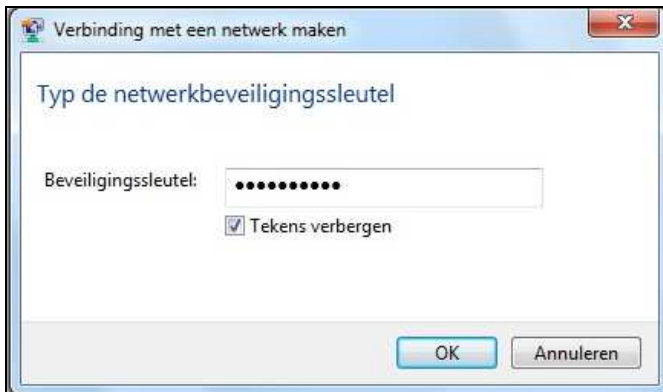 Verbinding met een netwerk maken
Typ de netwerkbeveiligingssleutel
Beveiligingssleutel: ••••••••••
Tekens verbergen
OK Annuleren